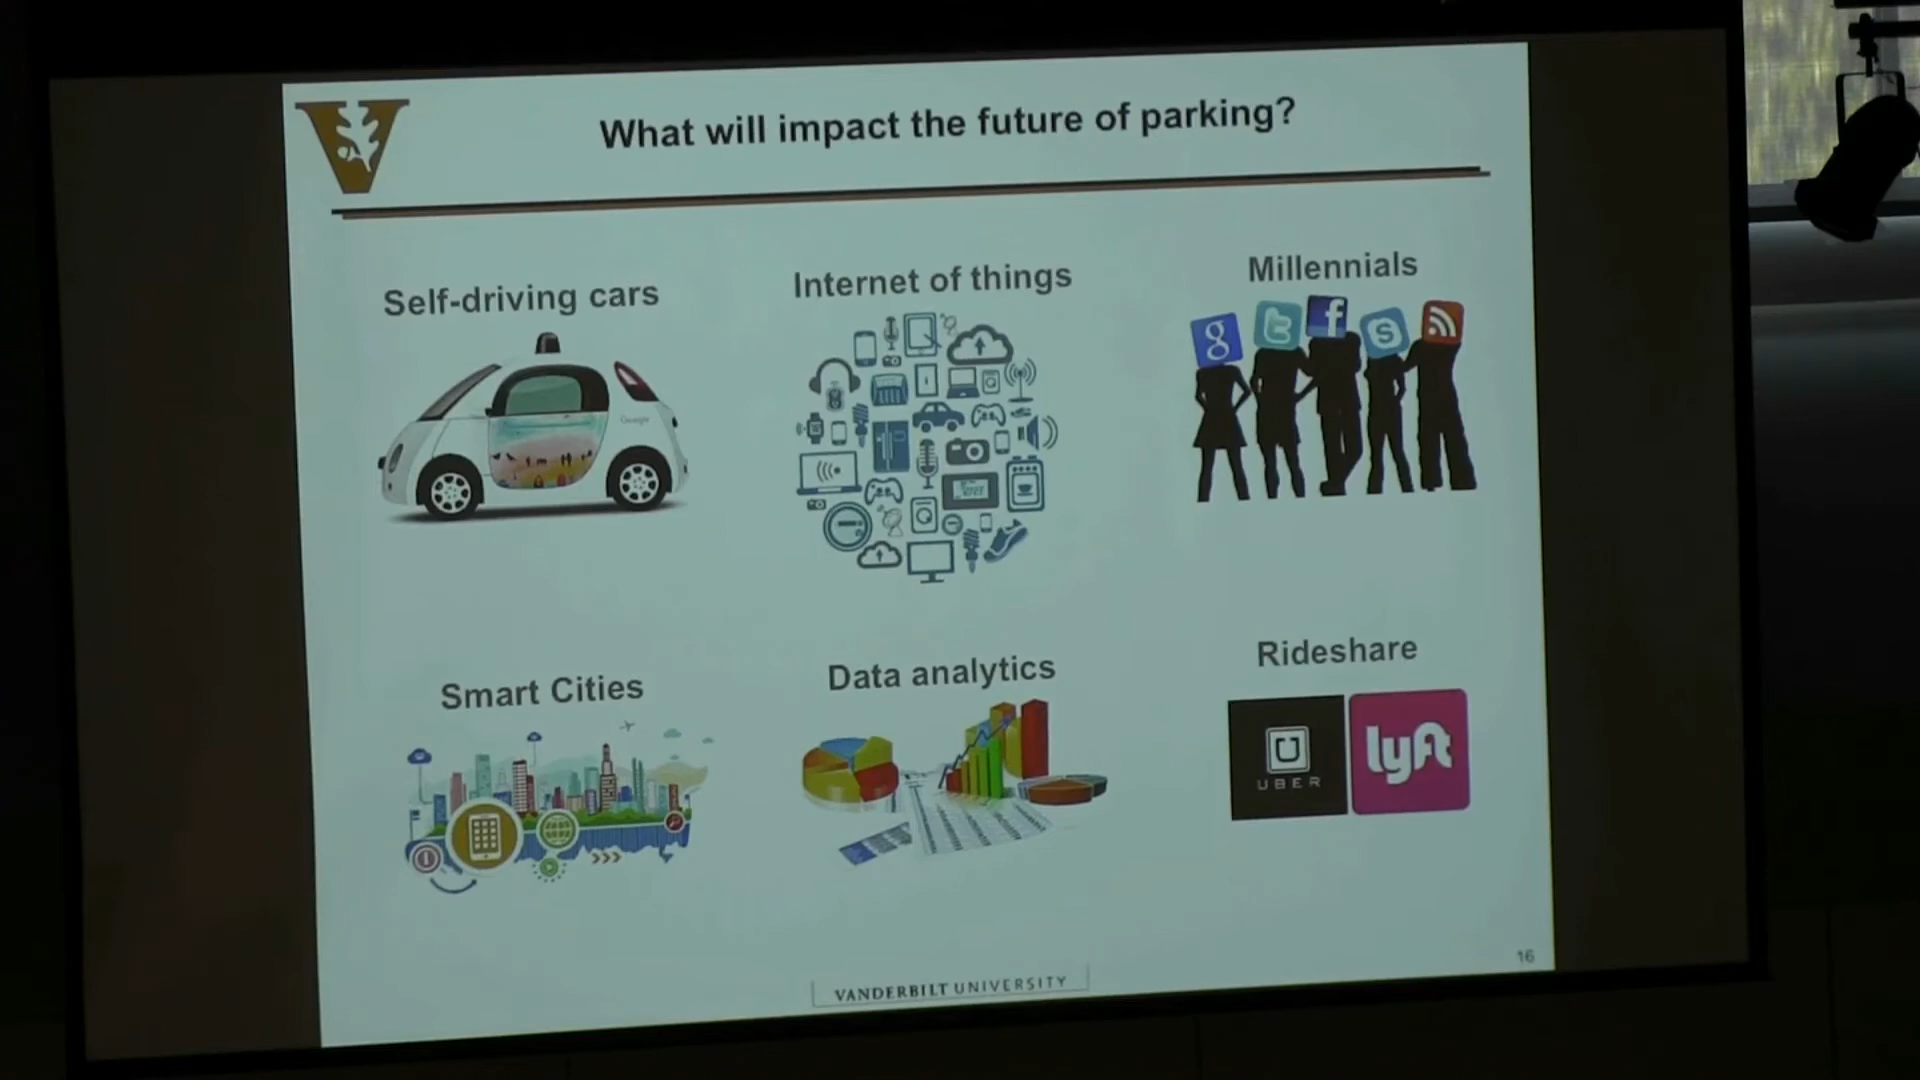 What will impact the future of parking?
Self-driving cars
Internet of things
Millennials
g
t
f
S
Google
Smart Cities
Data analytics
Rideshare
U
UBER
lyft
16
VANDERBILT UNIVERSITY